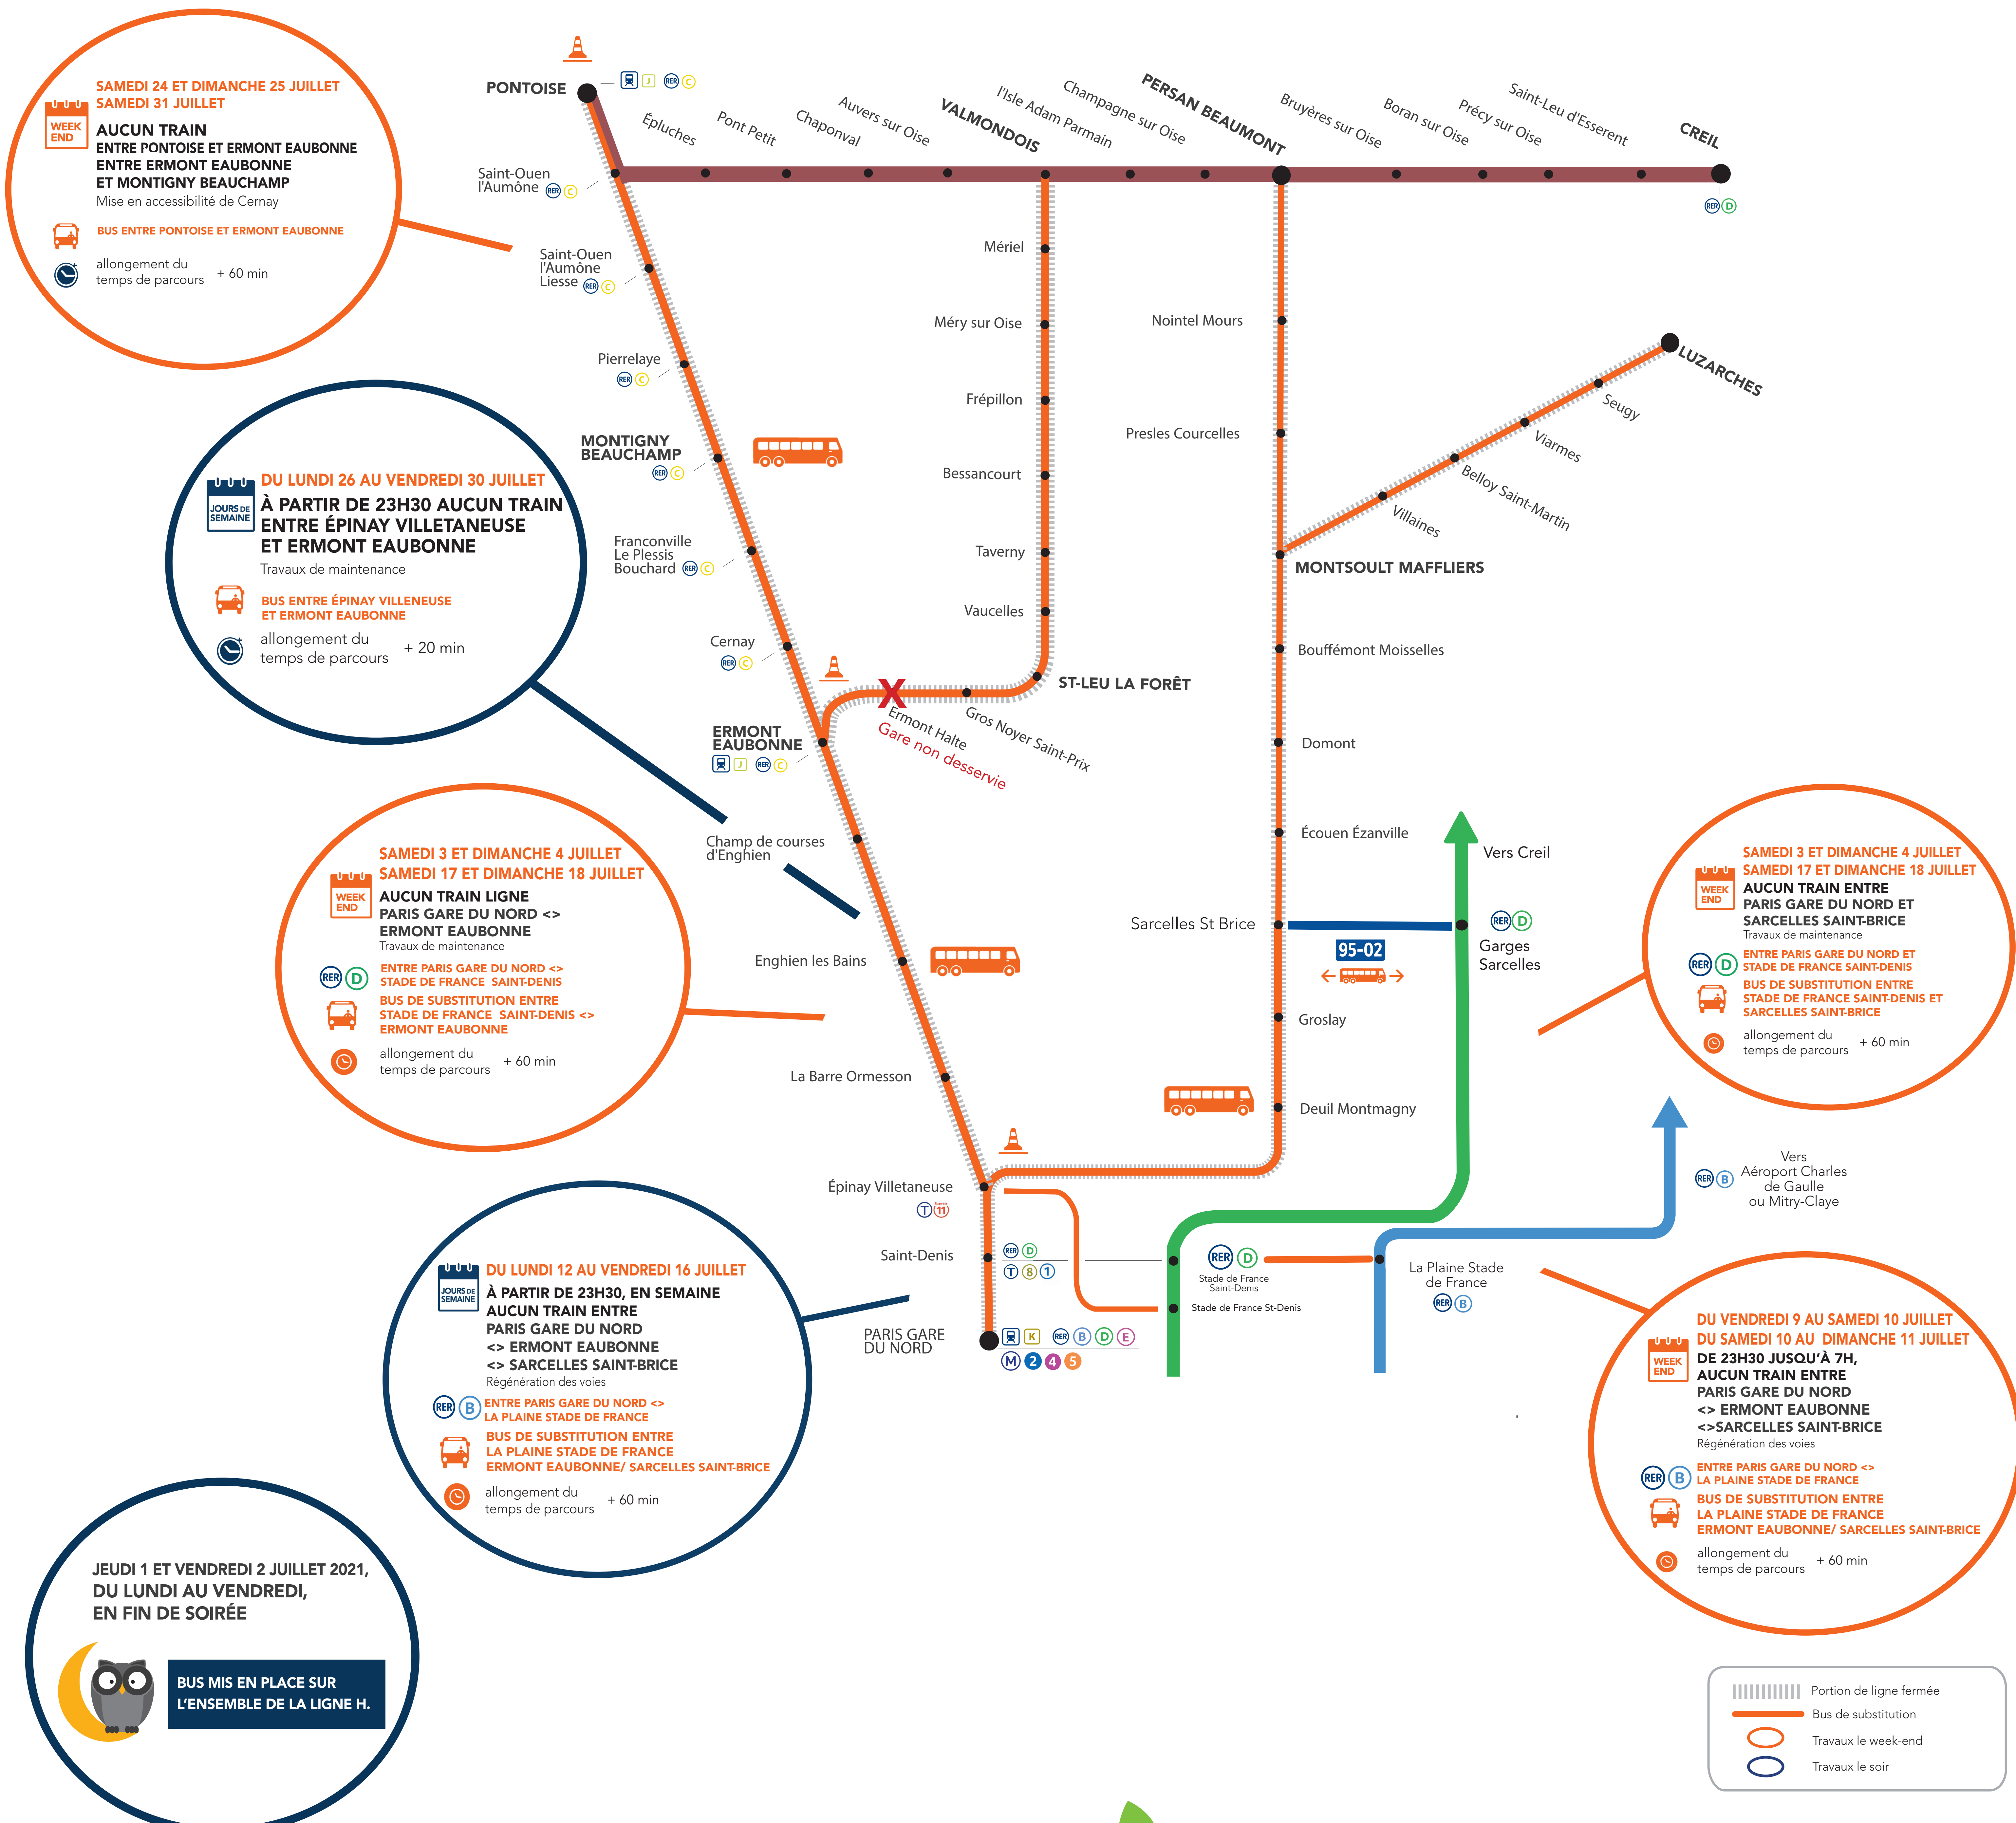 SAMEDI 24 ET DIMANCHE 25 JUILLET
SAMEDI 31 JUILLET
WEEK
END
AUCUN TRAIN
ENTRE PONTOISE ET ERMONT EAUBONNE
ENTRE ERMONT EAUBONNE
ET MONTIGNY BEAUCHAMP
Mise en accessibilité de Cernay
BUS ENTRE PONTOISE ET ERMONT EAUBONNE
allongement du
temps de parcours + 60 min
DU LUNDI 26 AU VENDREDI 30 JUILLET
JOURS DE
SEMAINE
À PARTIR DE 23H30 AUCUN TRAIN
ENTRE ÉPINAY VILLETANEUSE
ET ERMONT EAUBONNE
Travaux de maintenance
BUS ENTRE ÉPINAY VILLENEUSE
ET ERMONT EAUBONNE
allongement du
temps de parcours + 20 min
SAMEDI 3 ET DIMANCHE 4 JUILLET
SAMEDI 17 ET DIMANCHE 18 JUILLET
WEEK
END
AUCUN TRAIN LIGNE
PARIS GARE DU NORD <>
ERMONT EAUBONNE
Travaux de maintenance
RER D
ENTRE PARIS GARE DU NORD <>
STADE DE FRANCE SAINT-DENIS
BUS DE SUBSTITUTION ENTRE
STADE DE FRANCE SAINT-DENIS <>
ERMONT EAUBONNE
allongement du
temps de parcours + 60 min
DU LUNDI 12 AU VENDREDI 16 JUILLET
JOURS DE
SEMAINE
À PARTIR DE 23H30, EN SEMAINE
AUCUN TRAIN ENTRE
PARIS GARE DU NORD
<> ERMONT EAUBONNE
<> SARCELLES SAINT-BRICE
Régénération des voies
RER B
ENTRE PARIS GARE DU NORD <>
LA PLAINE STADE DE FRANCE
BUS DE SUBSTITUTION ENTRE
LA PLAINE STADE DE FRANCE
ERMONT EAUBONNE/ SARCELLES SAINT-BRICE
allongement du
temps de parcours + 60 min
JEUDI 1 ET VENDREDI 2 JUILLET 2021,
DU LUNDI AU VENDREDI,
EN FIN DE SOIRÉE
BUS MIS EN PLACE SUR
L'ENSEMBLE DE LA LIGNE H.
PONTOISE
J RER C
Épluches
Pont Petit
Chaponval
Auvers sur Oise
VALMONDOIS
l'Isle Adam Parmain
Champagne sur Oise
PERSAN BEAUMONT
Bruyères sur Oise
Boran sur Oise
Précy sur Oise
Saint-Leu d'Esserent
CREIL
RER D
Saint-Ouen
l'Aumône RER C
Saint-Ouen
l'Aumône
Liesse RER C
Pierrelaye
RER C
MONTIGNY
BEAUCHAMP
RER C
Franconville
Le Plessis
Bouchard RER C
Cernay
RER C
ERMONT
EAUBONNE
J RER C
X
Ermont Halte
Gare non desservie
Gros Noyer Saint-Prix
ST-LEU LA FORÊT
Vaucelles
Taverny
Bessancourt
Frépillon
Méry sur Oise
Mériel
Nointel Mours
Presles Courcelles
MONTSOULT MAFFLIERS
Villaines
Belloy Saint-Martin
Viarmes
Seugy
LUZARCHES
Bouffémont Moisselles
Domont
Écouen Ézanville
Sarcelles St Brice
95-02
Vers Creil
RER D
Garges
Sarcelles
Groslay
Deuil Montmagny
Champ de courses
d'Enghien
Enghien les Bains
La Barre Ormesson
Épinay Villetaneuse
T 11
Saint-Denis
RER D
T 8 1
PARIS GARE
DU NORD
K RER B D E
M 2 4 5
RER D
Stade de France
Saint-Denis
Stade de France St-Denis
La Plaine Stade
de France
RER B
RER B
Vers
Aéroport Charles
de Gaulle
ou Mitry-Claye
SAMEDI 3 ET DIMANCHE 4 JUILLET
SAMEDI 17 ET DIMANCHE 18 JUILLET
WEEK
END
AUCUN TRAIN ENTRE
PARIS GARE DU NORD ET
SARCELLES SAINT-BRICE
Travaux de maintenance
RER D
ENTRE PARIS GARE DU NORD ET
STADE DE FRANCE SAINT-DENIS
BUS DE SUBSTITUTION ENTRE
STADE DE FRANCE SAINT-DENIS ET
SARCELLES SAINT-BRICE
allongement du
temps de parcours + 60 min
DU VENDREDI 9 AU SAMEDI 10 JUILLET
DU SAMEDI 10 AU DIMANCHE 11 JUILLET
WEEK
END
DE 23H30 JUSQU'À 7H,
AUCUN TRAIN ENTRE
PARIS GARE DU NORD
<> ERMONT EAUBONNE
<>SARCELLES SAINT-BRICE
Régénération des voies
RER B
ENTRE PARIS GARE DU NORD <>
LA PLAINE STADE DE FRANCE
BUS DE SUBSTITUTION ENTRE
LA PLAINE STADE DE FRANCE
ERMONT EAUBONNE/ SARCELLES SAINT-BRICE
allongement du
temps de parcours + 60 min
Portion de ligne fermée
Bus de substitution
Travaux le week-end
Travaux le soir